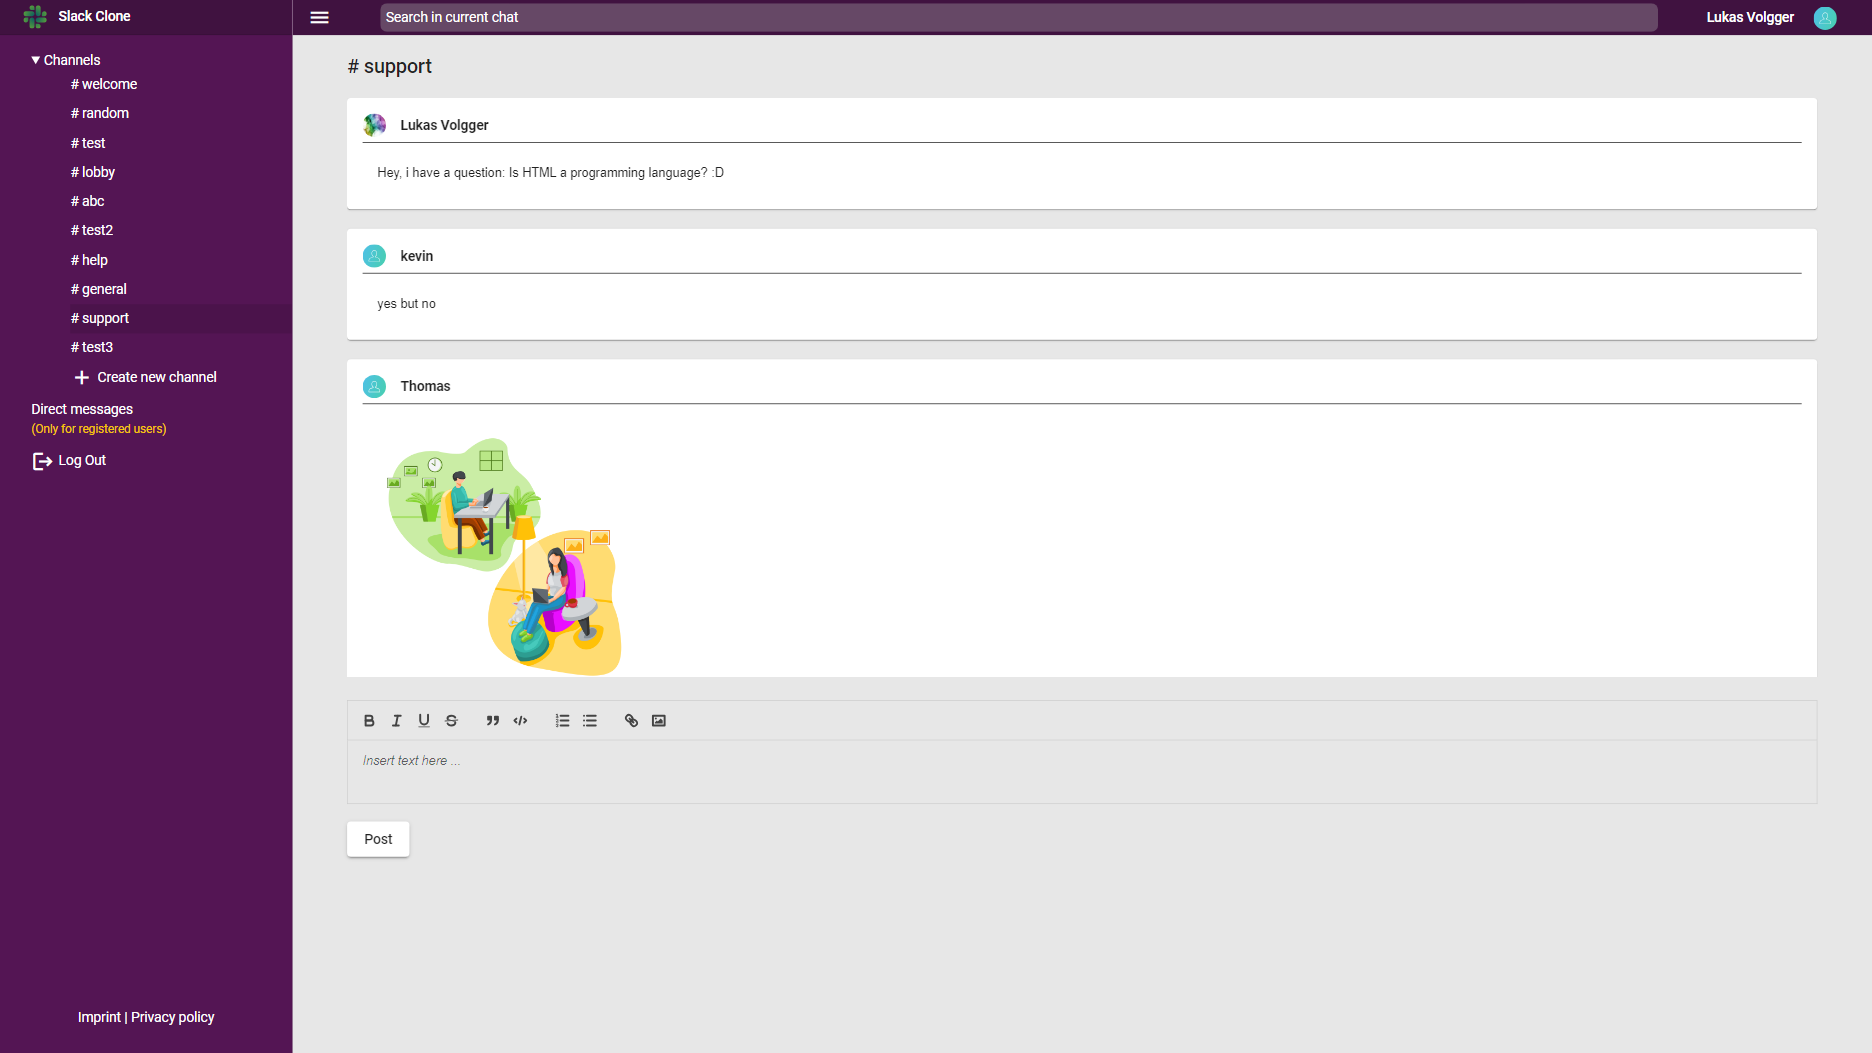 Slack Clone
Search in current chat
Lukas Volgger
▼ Channels
# welcome
# random
# test
# lobby
# abc
# test2
# help
# general
# support
# test3
Create new channel
Direct messages
(Only for registered users)
Log Out
Imprint | Privacy policy
# support
Lukas Volgger
Hey, i have a question: Is HTML a programming language? :D
kevin
yes but no
Thomas
Insert text here ...
Post